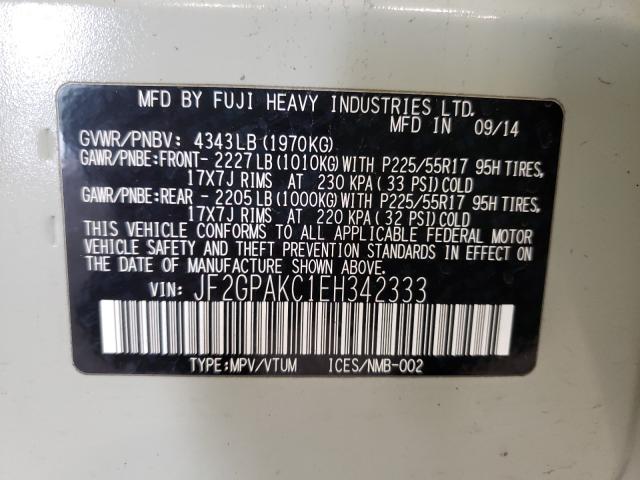 MFD BY FUJI HEAVY INDUSTRIES LTD.
MFD IN 09/14
GVWR/PNBV: 4343LB (1970KG)
GAWR/PNBE:FRONT- 2227LB (1010KG) WITH P225/55R17 95H TIRES,
17X7J RIMS AT 230 KPA (33 PSI) COLD
GAWR/PNBE:REAR - 2205LB (1000KG) WITH P225/55R17 95H TIRES,
17X7J RIMS AT 220 KPA (32 PSI) COLD
THIS VEHICLE CONFORMS TO ALL APPLICABLE FEDERAL MOTOR
VEHICLE SAFETY AND THEFT PREVENTION STANDARDS IN EFFECT ON
THE DATE OF MANUFACTURE SHOWN ABOVE.
VIN: JF2GPAKC1EH342333
TYPE:MPV/VTUM ICES/NMB-002